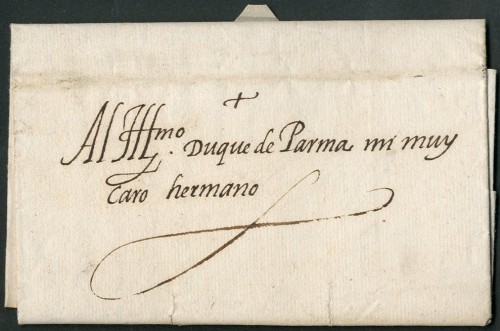 +
Al Illmo. Duque de Parma mi muy
caro hermano